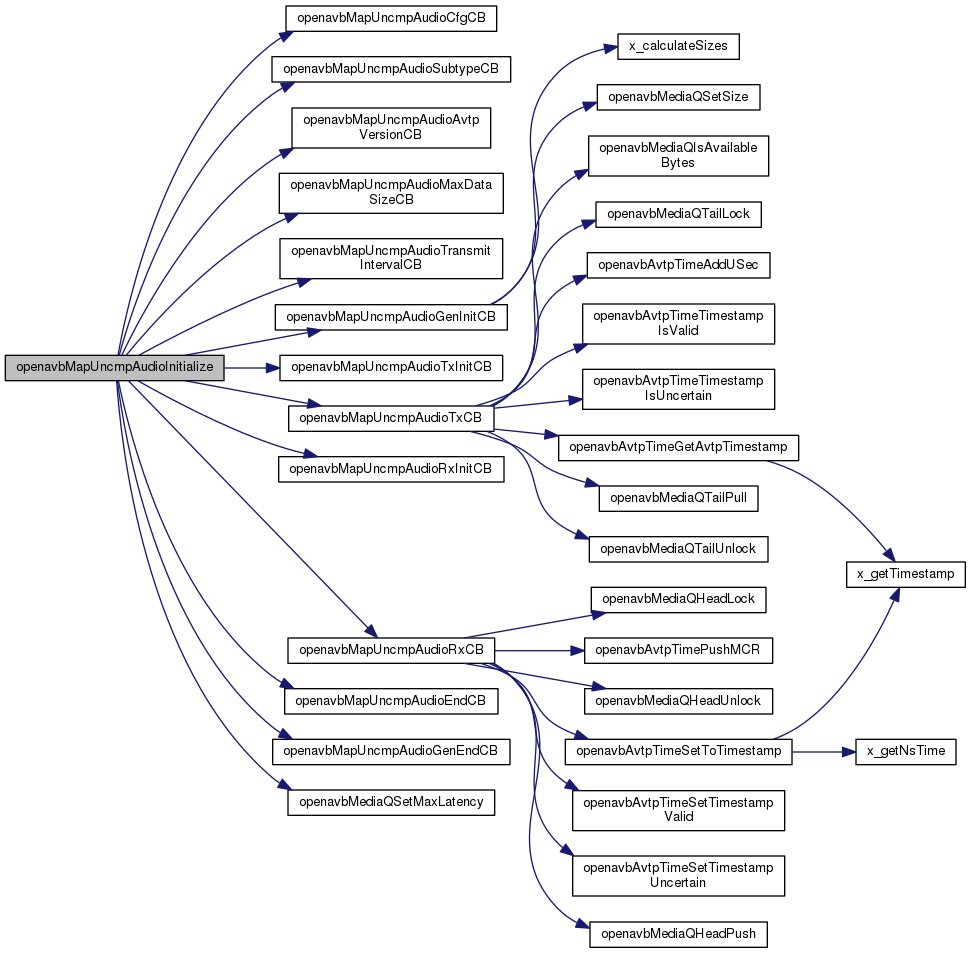 openavbMapUncmpAudioInitialize
openavbMapUncmpAudioCfgCB
openavbMapUncmpAudioSubtypeCB
openavbMapUncmpAudioAvtp
VersionCB
openavbMapUncmpAudioMaxData
SizeCB
openavbMapUncmpAudioTransmit
IntervalCB
openavbMapUncmpAudioGenInitCB
openavbMapUncmpAudioTxInitCB
openavbMapUncmpAudioTxCB
openavbMapUncmpAudioRxInitCB
openavbMapUncmpAudioRxCB
openavbMapUncmpAudioEndCB
openavbMapUncmpAudioGenEndCB
openavbMediaQSetMaxLatency
x_calculateSizes
openavbMediaQSetSize
openavbMediaQIsAvailable
Bytes
openavbMediaQTailLock
openavbAvtpTimeAddUSec
openavbAvtpTimeTimestamp
IsValid
openavbAvtpTimeTimestamp
IsUncertain
openavbAvtpTimeGetAvtpTimestamp
openavbMediaQTailPull
openavbMediaQTailUnlock
openavbMediaQHeadLock
openavbAvtpTimePushMCR
openavbMediaQHeadUnlock
openavbAvtpTimeSetToTimestamp
openavbAvtpTimeSetTimestamp
Valid
openavbAvtpTimeSetTimestamp
Uncertain
openavbMediaQHeadPush
x_getTimestamp
x_getNsTime